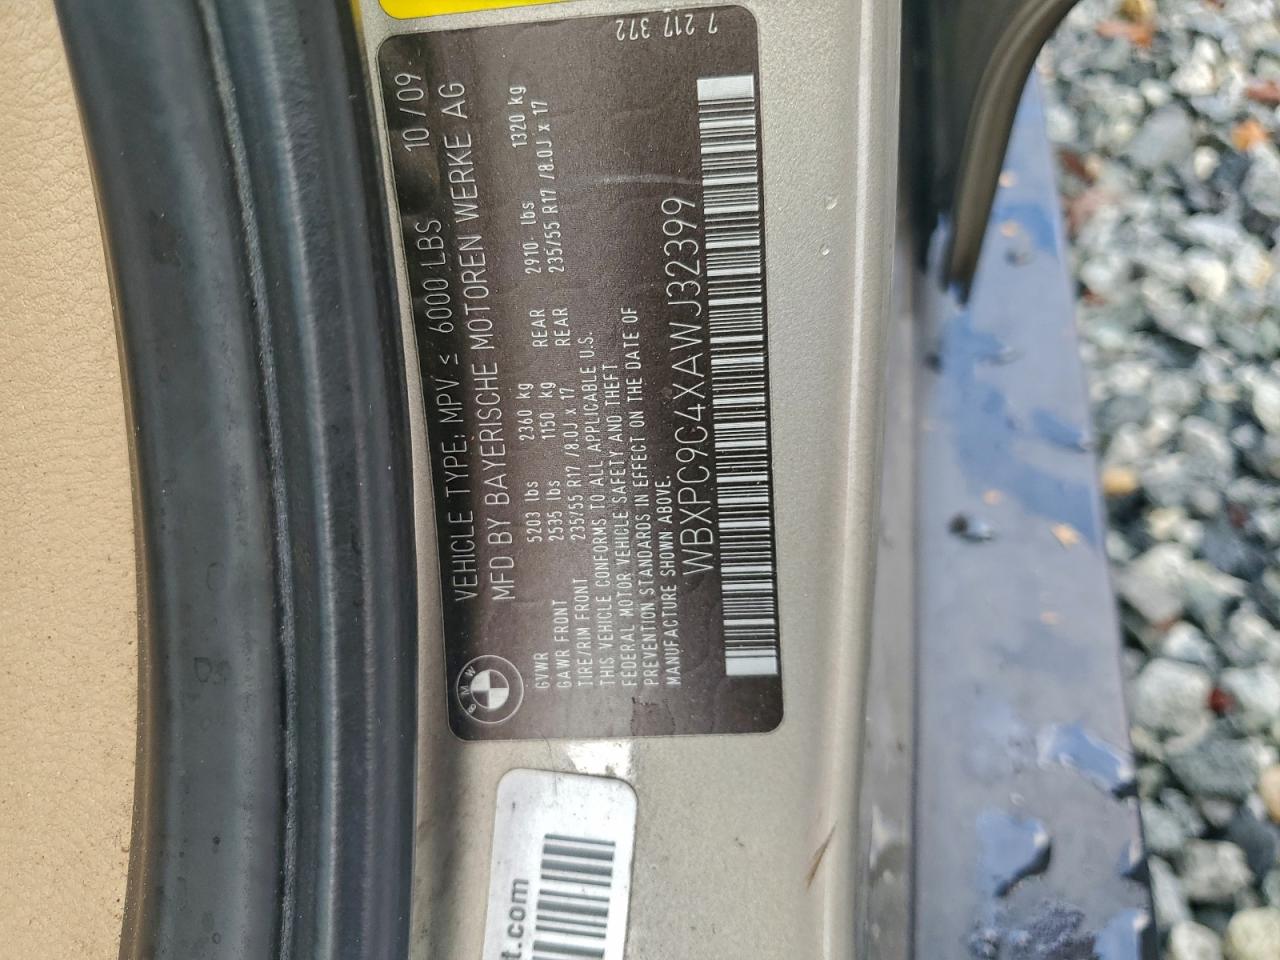 VEHICLE TYPE: MPV ≤ 6000 LBS 10 /09
MFD BY BAYERISCHE MOTOREN WERKE AG
BMW
GVWR 5203 lbs 2360 kg
GAWR FRONT 2535 lbs 1150 kg REAR 2910 lbs 1320 kg
TIRE/RIM FRONT 235/55 R17 /8.0J x 17 REAR 235/55 R17 /8.0J x 17
THIS VEHICLE CONFORMS TO ALL APPLICABLE U.S.
FEDERAL MOTOR VEHICLE SAFETY AND THEFT
PREVENTION STANDARDS IN EFFECT ON THE DATE OF
MANUFACTURE SHOWN ABOVE.
WBXPC9C4XAWJ32399
7 217 372
t.com